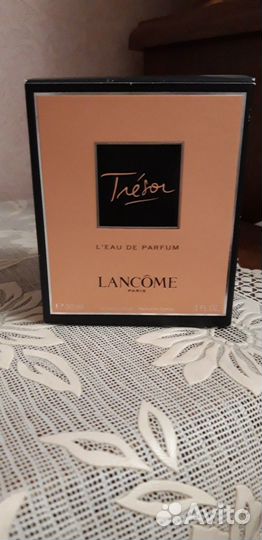 Trésor
L'EAU DE PARFUM
LANCÔME
PARIS
Avito